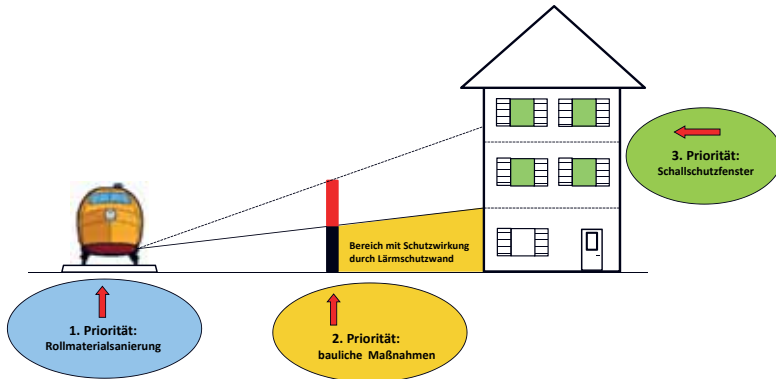 3. Priorität:
Schallschutzfenster
Bereich mit Schutzwirkung
durch Lärmschutzwand
1. Priorität:
Rollmaterialsanierung
2. Priorität:
bauliche Maßnahmen